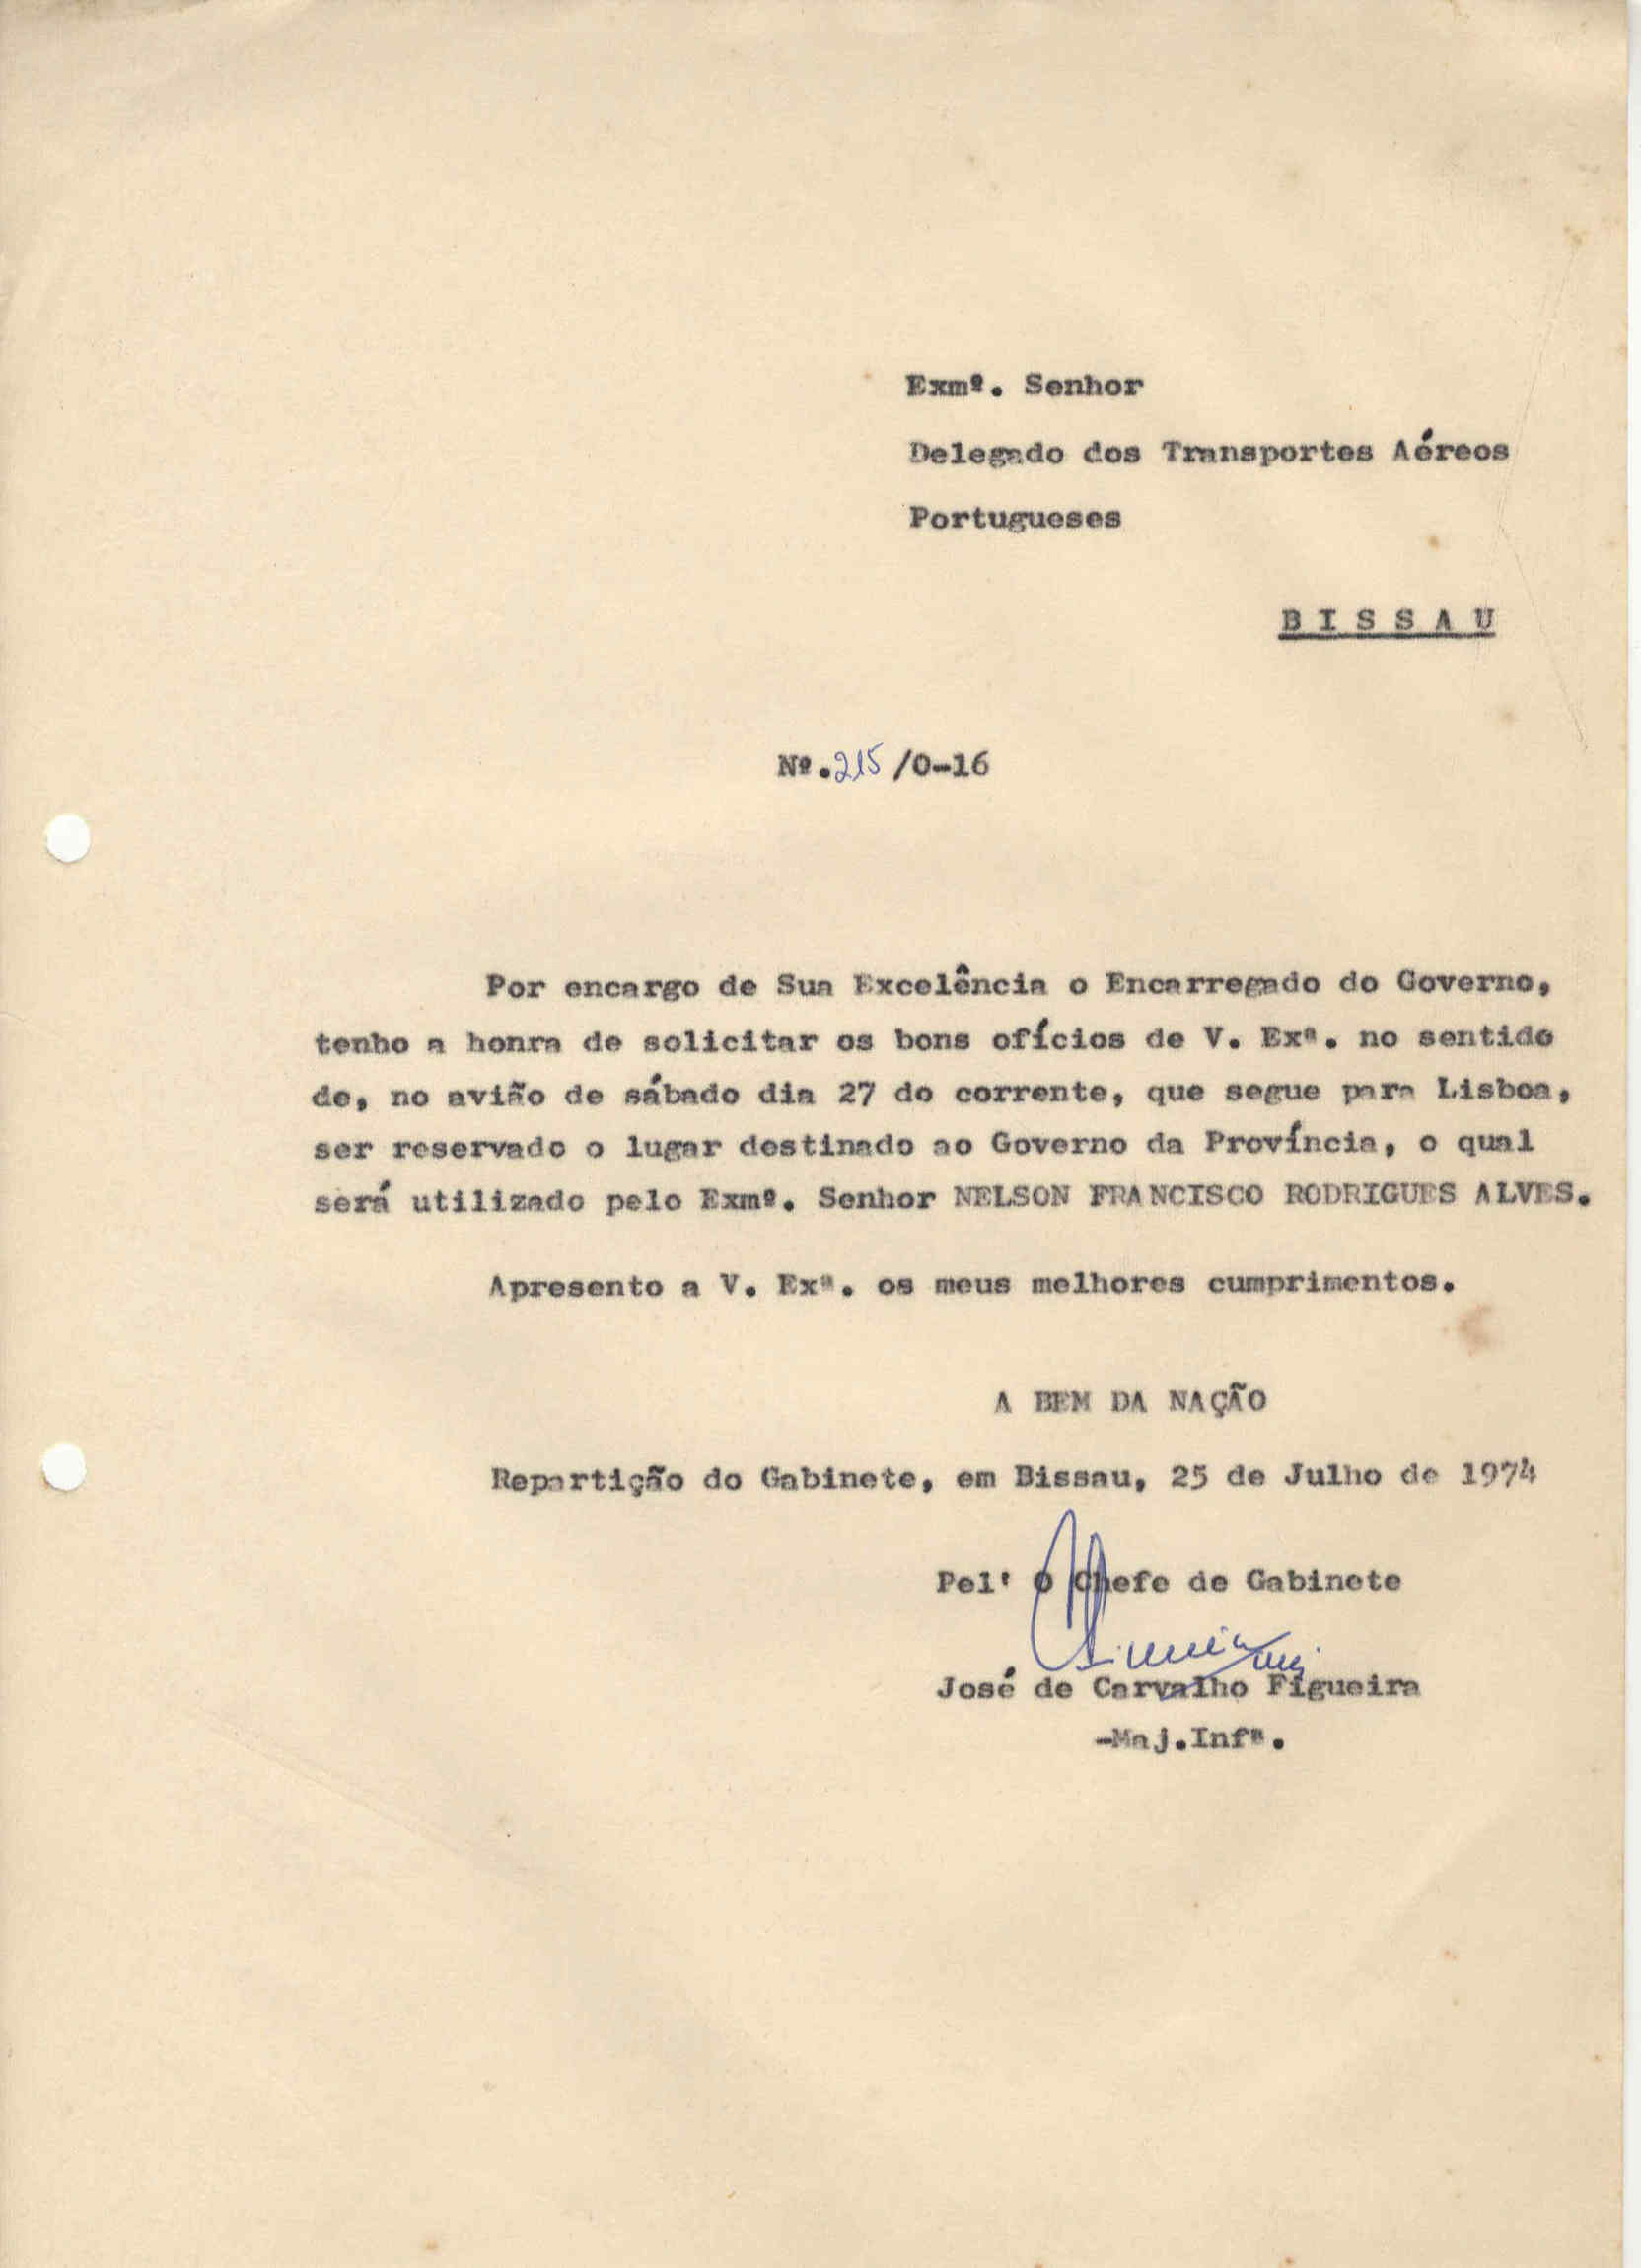 Exmº. Senhor
Delegado dos Transportes Aéreos
Portugueses
B I S S A U
Nº.215/0-16
Por encargo de Sua Excelência o Encarregado do Governo,
tenho a honra de solicitar os bons ofícios de V. Exª. no sentido
de, no avião de sábado dia 27 do corrente, que segue para Lisboa,
ser reservado o lugar destinado ao Governo da Província, o qual
será utilizado pelo Exmº. Senhor NELSON FRANCISCO RODRIGUES ALVES.
Apresento a V. Exª. os meus melhores cumprimentos.
A BEM DA NAÇÃO
Repartição do Gabinete, em Bissau, 25 de Julho de 1974
Pel' O Chefe de Gabinete
José de Carvalho Figueira
-Maj.Infª.